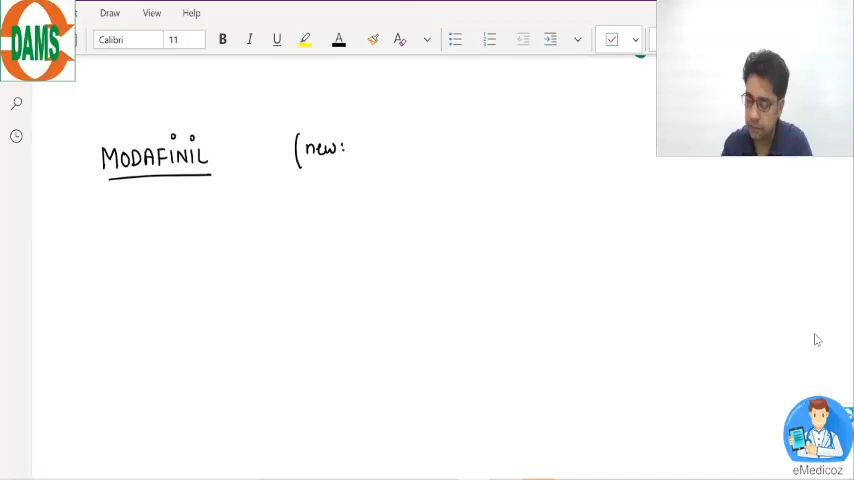 DAMS
Draw View Help
Calibri 11 B I U A A
MODAFINIL (new:
eMedicoz